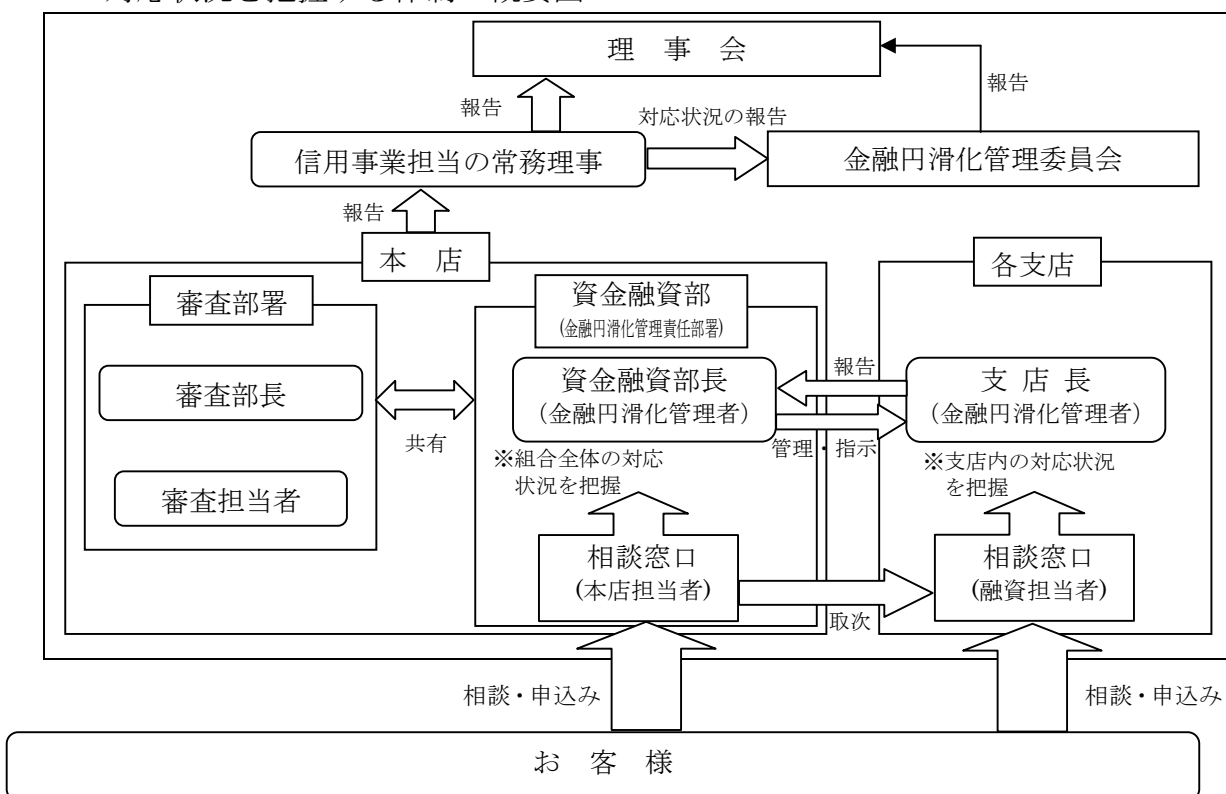 理 事 会
報告
報告
対応状況の報告
信用事業担当の常務理事
金融円滑化管理委員会
報告
本 店
各支店
審査部署
資金融資部
(金融円滑化管理責任部署)
審査部長
資金融資部長
(金融円滑化管理者)
報告
支 店 長
(金融円滑化管理者)
共有
管理・指示
※組合全体の対応
状況を把握
※支店内の対応状況
を把握
審査担当者
相談窓口
(本店担当者)
相談窓口
(融資担当者)
取次
相談・申込み
相談・申込み
お 客 様